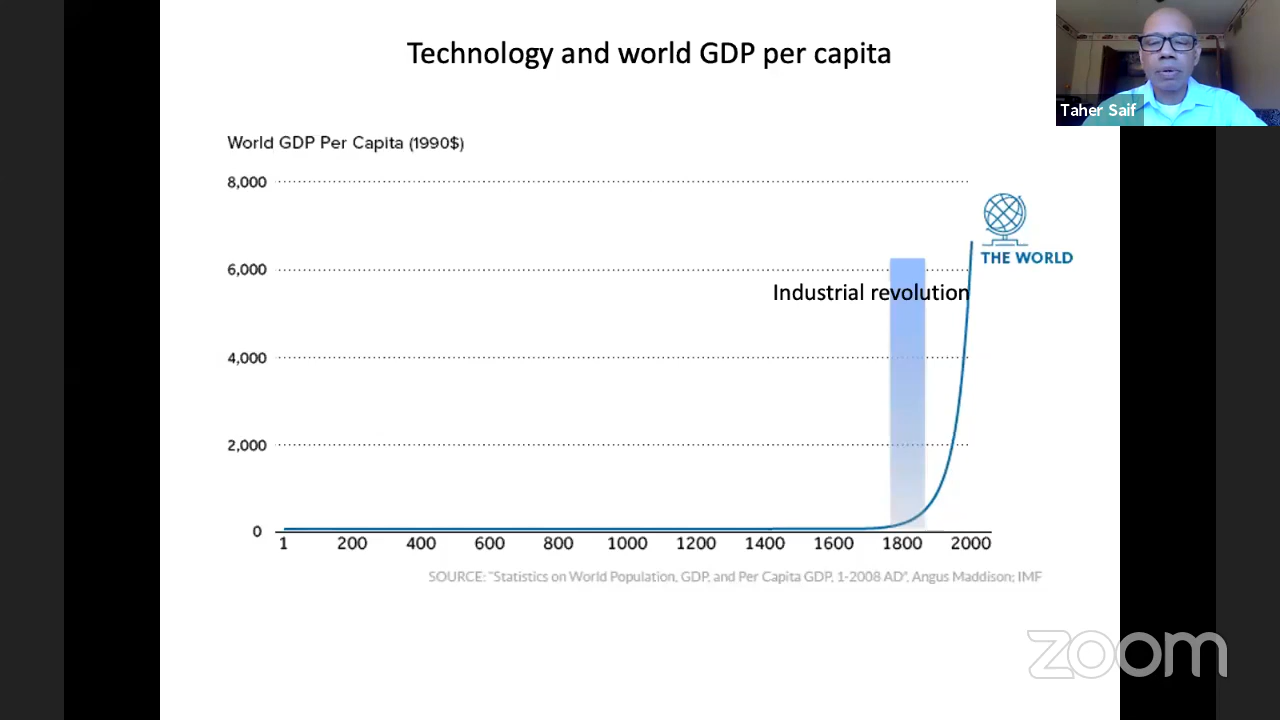 Technology and world GDP per capita
Taher Saif
World GDP Per Capita (1990$)
8,000
THE WORLD
6,000
Industrial revolution
4,000
2,000
0
1 200 400 600 800 1000 1200 1400 1600 1800 2000
SOURCE: "Statistics on World Population, GDP, and Per Capita GDP, 1-2008 AD", Angus Maddison; IMF
zoom